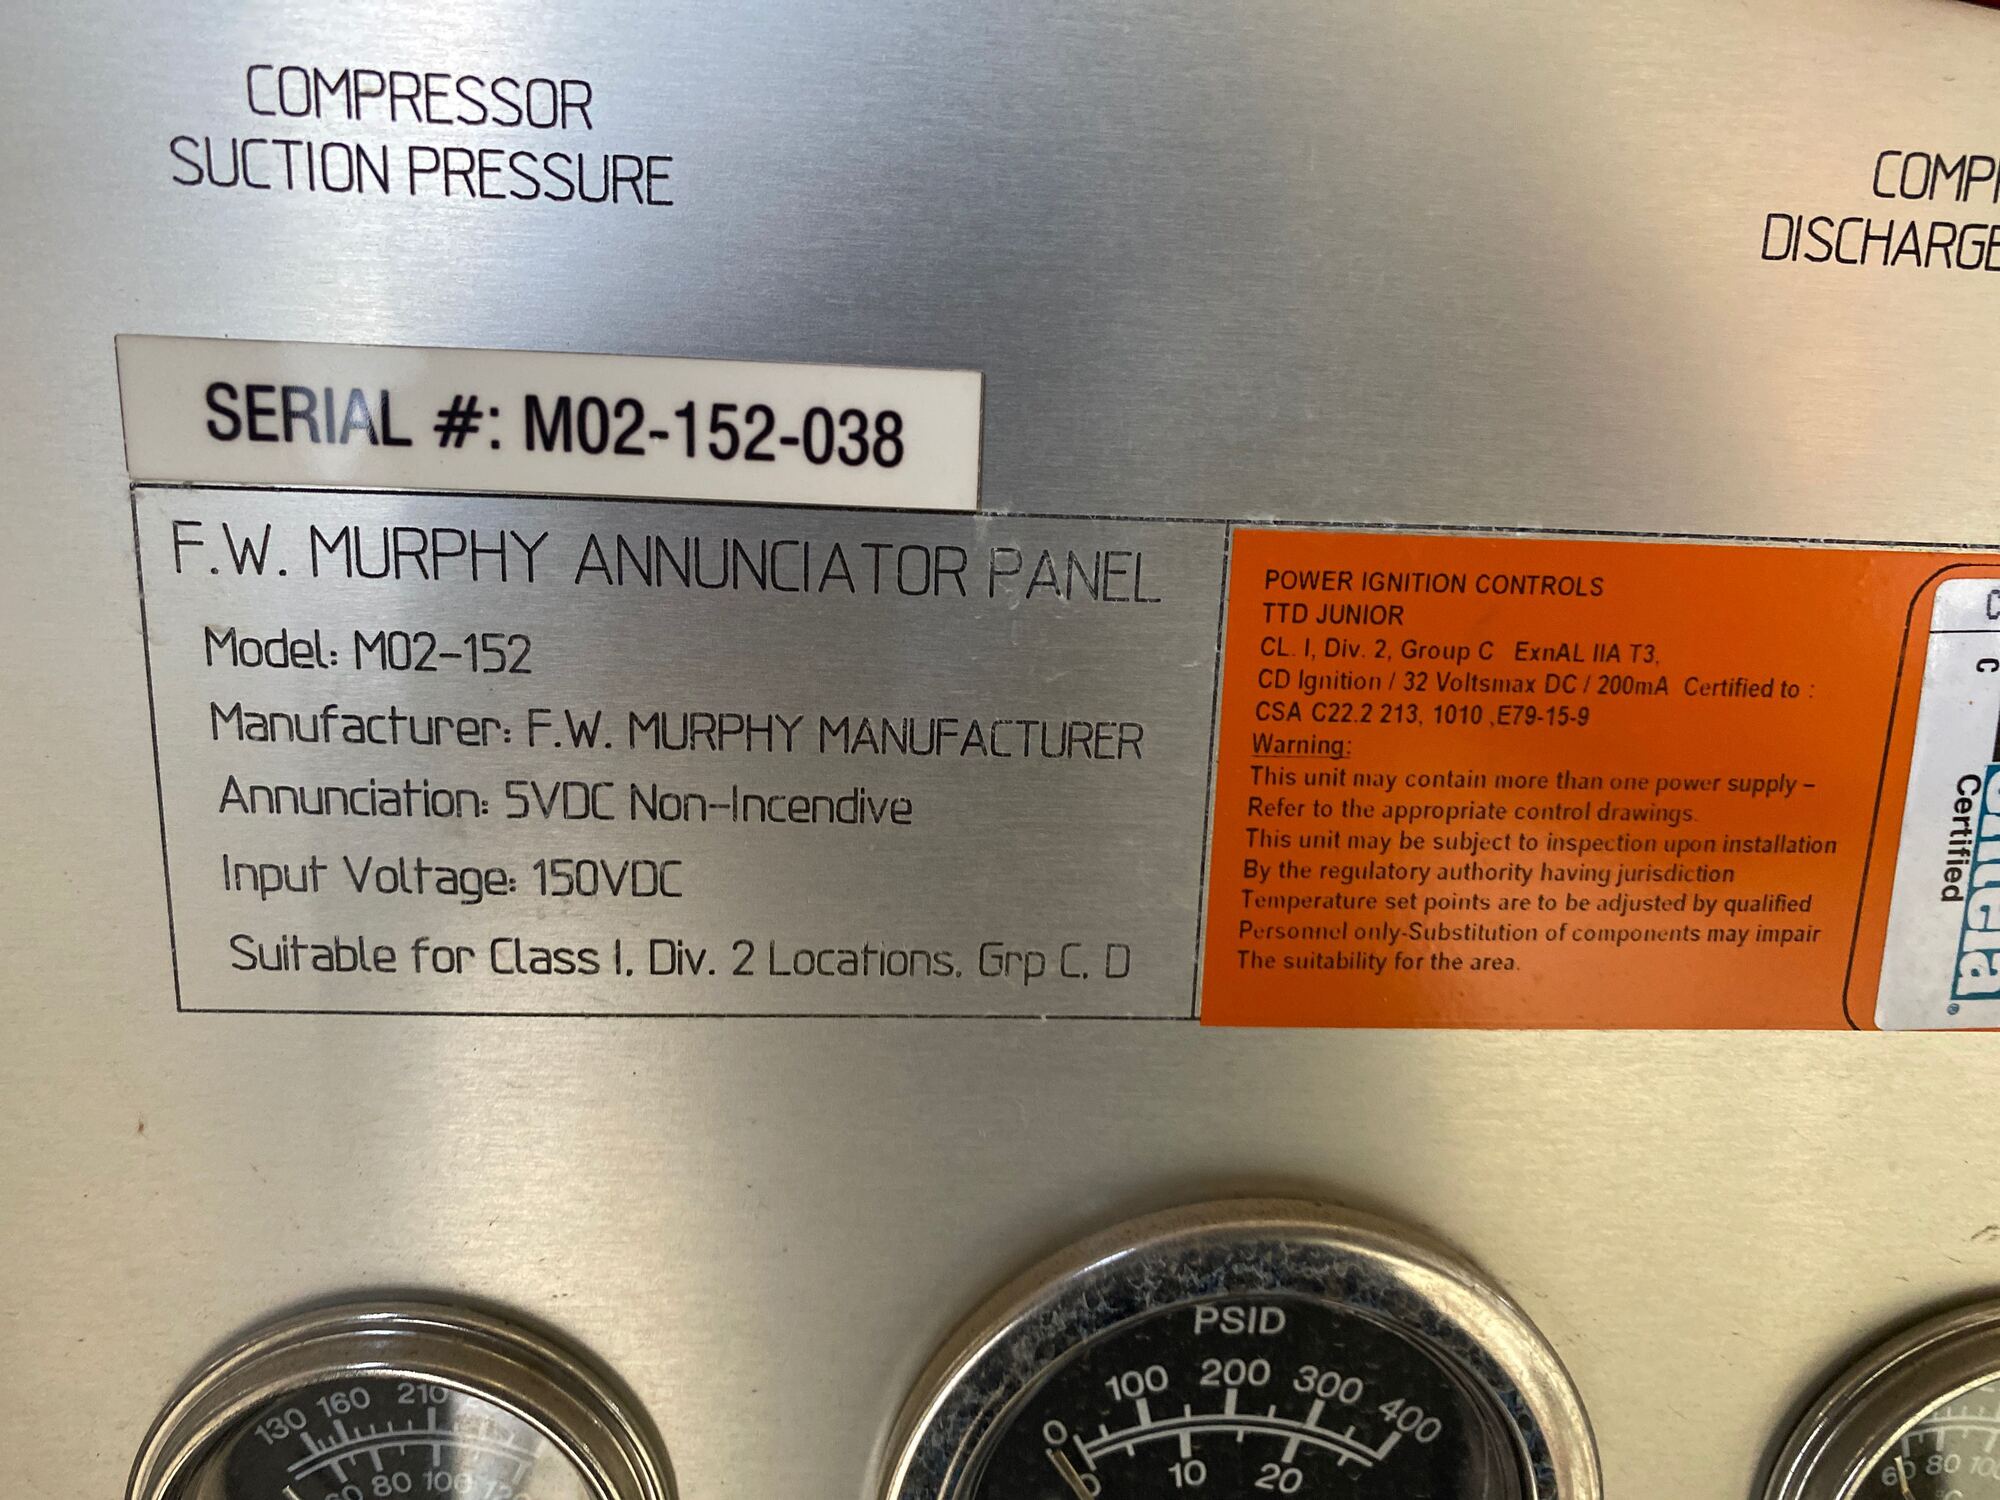 COMPRESSOR
SUCTION PRESSURE
DISCHARGE
SERIAL #: M02-152-038
F.W. MURPHY ANNUNCIATOR PANEL
Model: M02-152
Manufacturer: F.W. MURPHY MANUFACTURER
Annunciation: 5VDC Non-Incendive
Input Voltage: 150VDC
Suitable for Class I, Div. 2 Locations, Grp C, D
POWER IGNITION CONTROLS
TTD JUNIOR
CL. I, Div. 2, Group C ExnAL IIA T3,
CD Ignition / 32 Voltsmax DC / 200mA Certified to :
CSA C22.2 213, 1010 ,E79-15-9
Warning:
This unit may contain more than one power supply –
Refer to the appropriate control drawings.
This unit may be subject to inspection upon installation
By the regulatory authority having jurisdiction
Temperature set points are to be adjusted by qualified
Personnel only-Substitution of components may impair
The suitability for the area.
Certified
130 160 210
80 100 120
PSID
0 100 200 300 400
0 10 20
60 80 100
°C